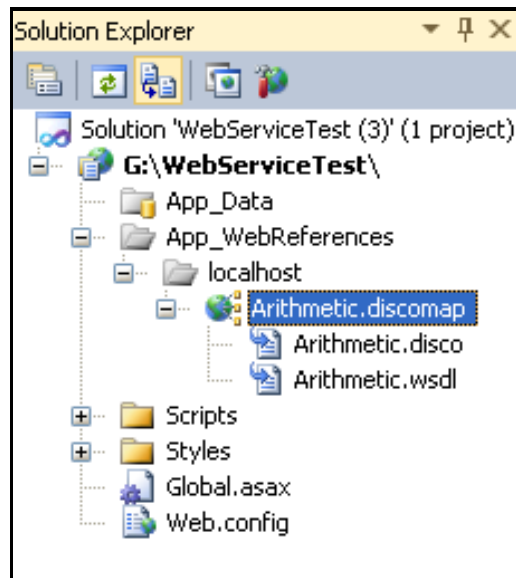 Solution Explorer
Solution 'WebServiceTest (3)' (1 project)
G:\WebServiceTest\
App_Data
App_WebReferences
localhost
Arithmetic.discomap
Arithmetic.disco
Arithmetic.wsdl
Scripts
Styles
Global.asax
Web.config